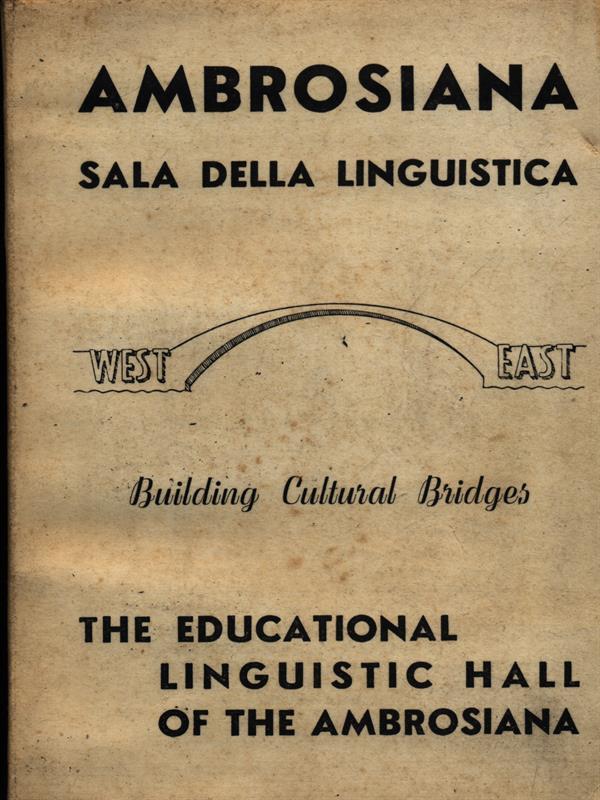 AMBROSIANA
SALA DELLA LINGUISTICA
WEST EAST
Building Cultural Bridges
THE EDUCATIONAL
LINGUISTIC HALL
OF THE AMBROSIANA